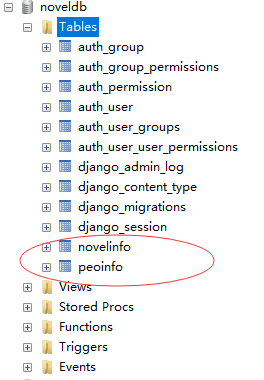 noveldb
Tables
auth_group
auth_group_permissions
auth_permission
auth_user
auth_user_groups
auth_user_user_permissions
django_admin_log
django_content_type
django_migrations
django_session
novelinfo
peoinfo
Views
Stored Procs
Functions
Triggers
Events